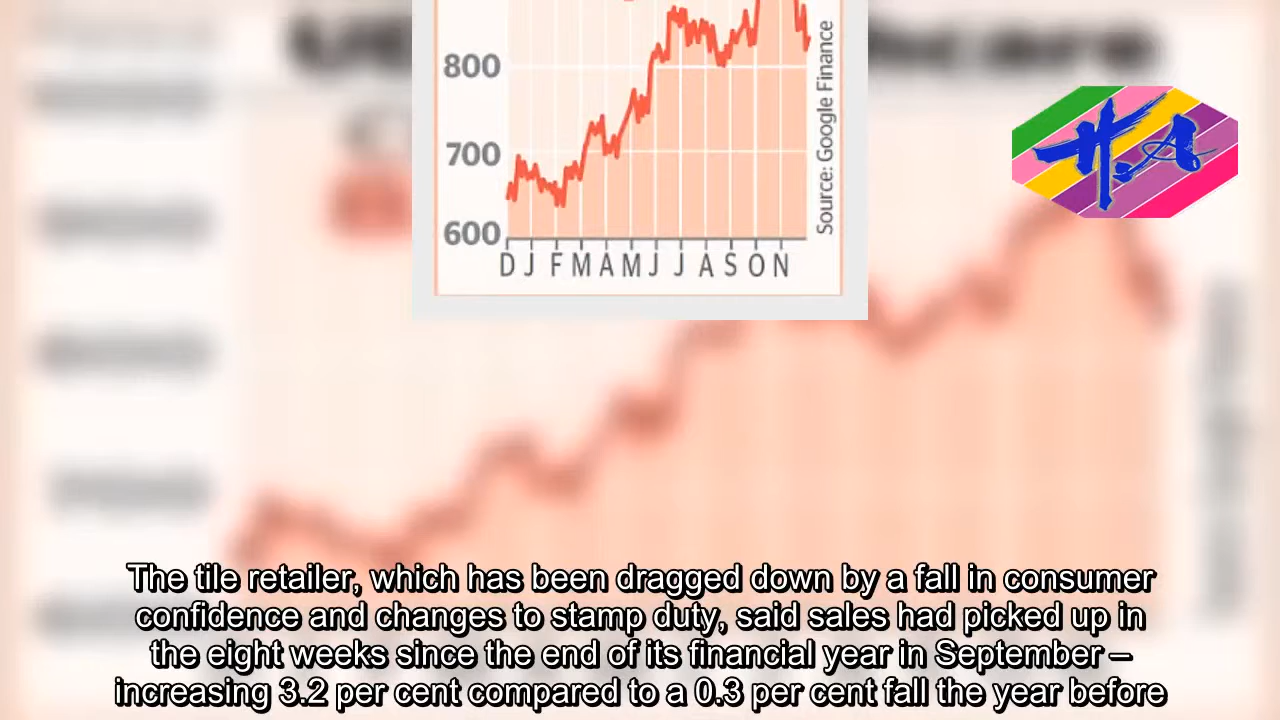 800
700
600
D J F M A M J J A S O N
Source: Google Finance
H.A
The tile retailer, which has been dragged down by a fall in consumer
confidence and changes to stamp duty, said sales had picked up in
the eight weeks since the end of its financial year in September –
increasing 3.2 per cent compared to a 0.3 per cent fall the year before